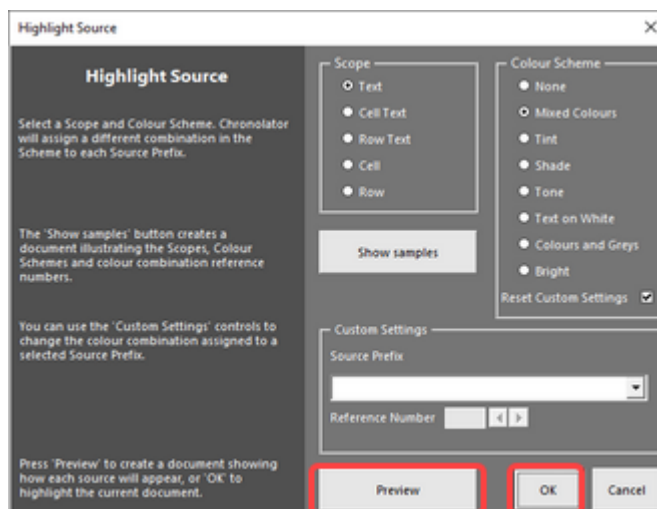 Highlight Source
Highlight Source
Select a Scope and Colour Scheme. Chronolator
will assign a different combination in the
Scheme to each Source Prefix.
The 'Show samples' button creates a
document illustrating the Scopes, Colour
Schemes and colour combination reference
numbers.
You can use the 'Custom Settings' controls to
change the colour combination assigned to a
selected Source Prefix.
Press 'Preview' to create a document showing
how each source will appear, or 'OK' to
highlight the current document.
Scope
Text
Cell Text
Row Text
Cell
Row
Show samples
Colour Scheme
None
Mixed Colours
Tint
Shade
Tone
Text on White
Colours and Greys
Bright
Reset Custom Settings
Custom Settings
Source Prefix
Reference Number
Preview
OK
Cancel